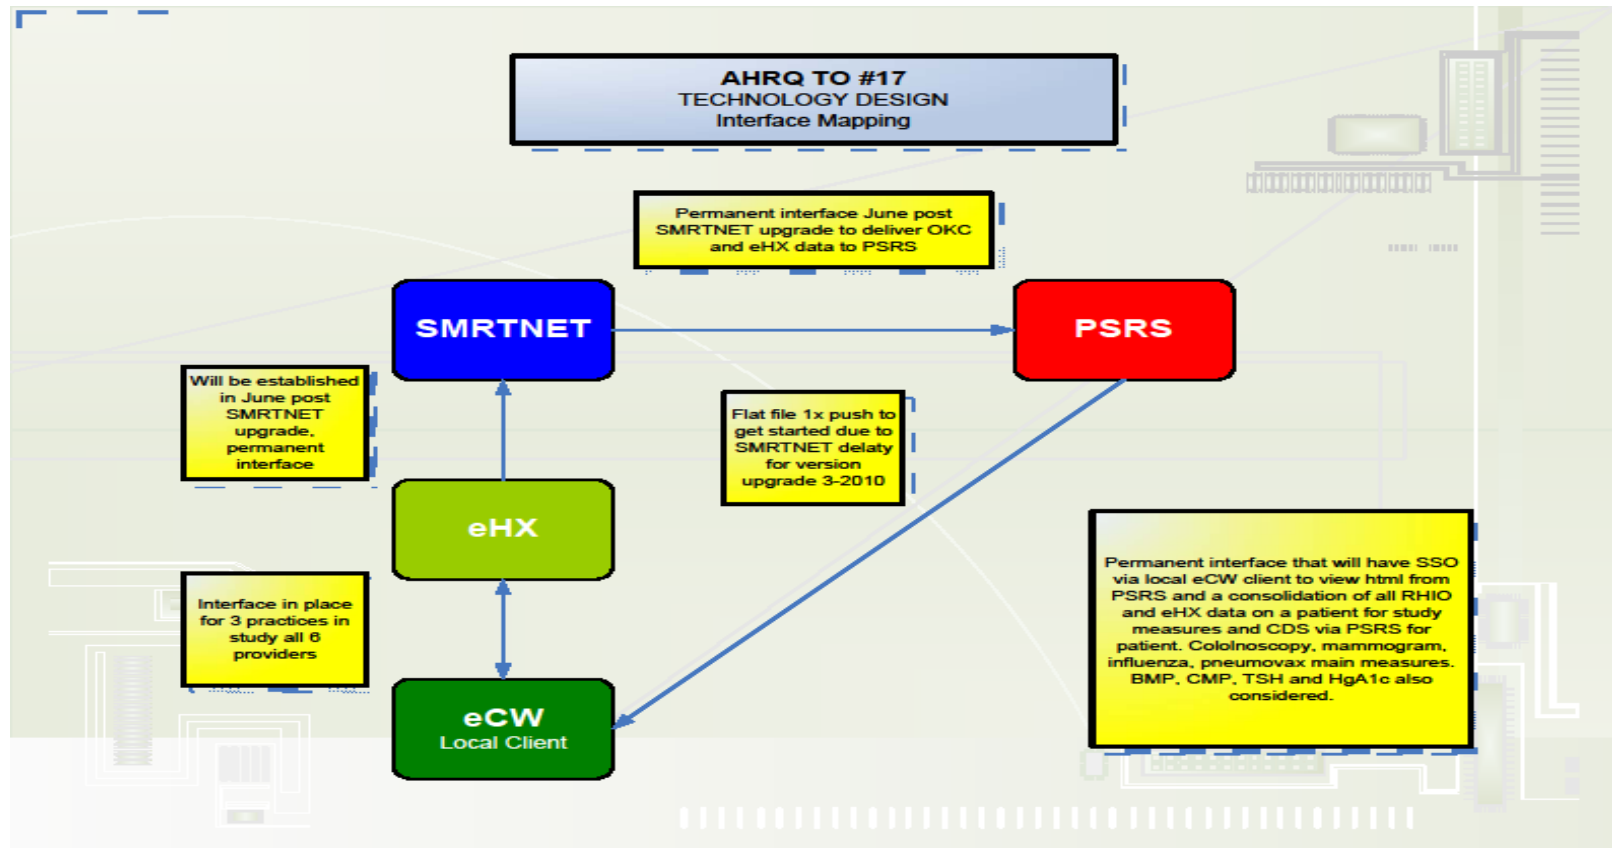 AHRQ TO #17
TECHNOLOGY DESIGN
Interface Mapping
Permanent interface June post
SMRTNET upgrade to deliver OKC
and eHX data to PSRS
SMRTNET
PSRS
Will be established
in June post
SMRTNET
upgrade,
permanent
interface
Flat file 1x push to
get started due to
SMRTNET delaty
for version
upgrade 3-2010
eHX
Interface in place
for 3 practices in
study all 6
providers
eCW
Local Client
Permanent interface that will have SSO
via local eCW client to view html from
PSRS and a consolidation of all RHIO
and eHX data on a patient for study
measures and CDS via PSRS for
patient. Cololnoscopy, mammogram,
influenza, pneumovax main measures.
BMP, CMP, TSH and HgA1c also
considered.